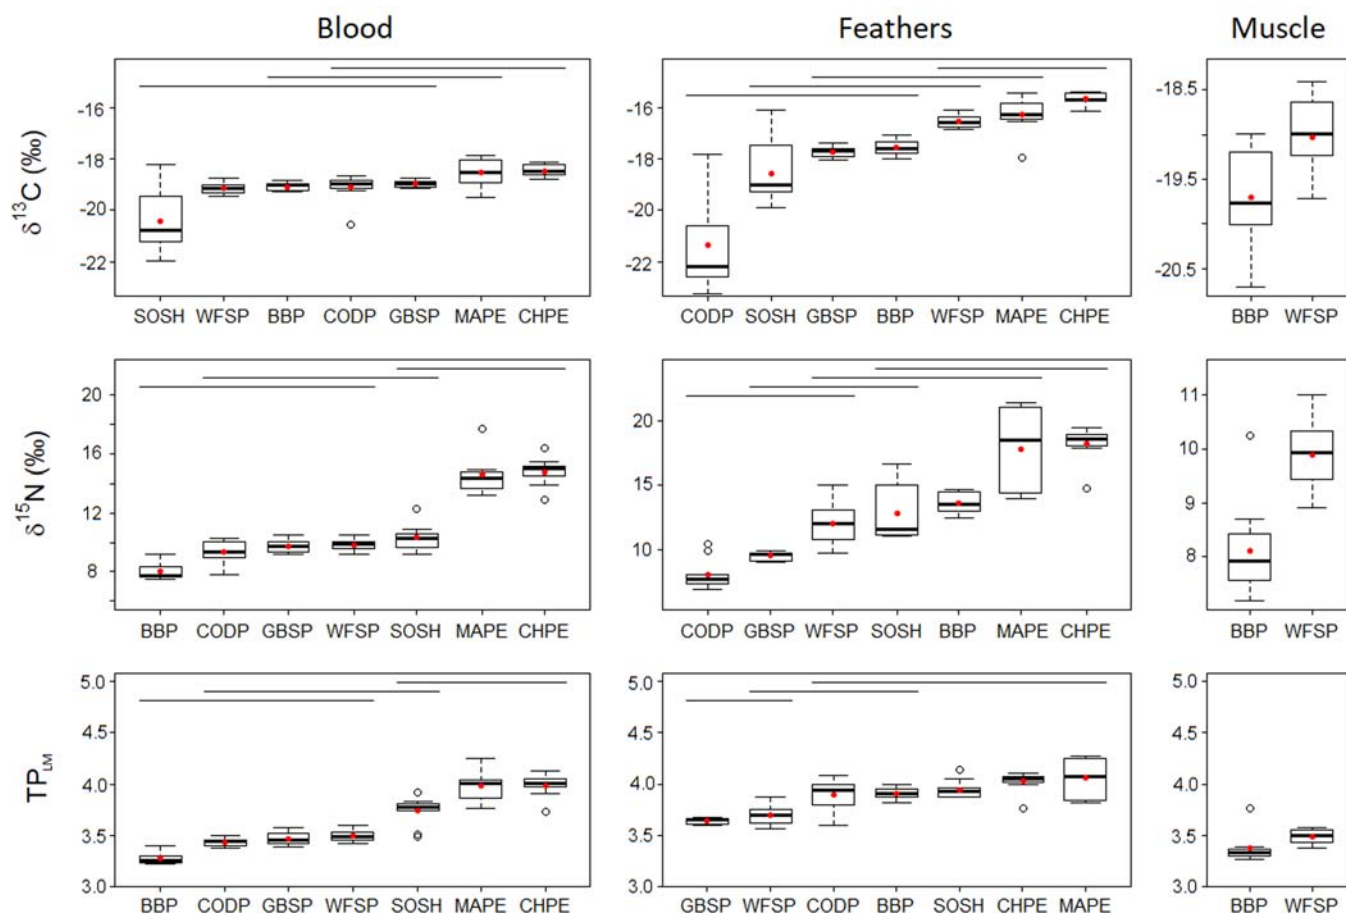 Blood Feathers Muscle
δ13C (‰)
-16
-18
-20
-22
SOSH WFSP BBP CODP GBSP MAPE CHPE
-16
-18
-20
-22
CODP SOSH GBSP BBP WFSP MAPE CHPE
-18.5
-19.5
-20.5
BBP WFSP
δ15N (‰)
20
16
12
8
BBP CODP GBSP WFSP SOSH MAPE CHPE
20
15
10
CODP GBSP WFSP SOSH BBP MAPE CHPE
11
10
9
8
BBP WFSP
TPLM
5.0
4.5
4.0
3.5
3.0
BBP CODP GBSP WFSP SOSH MAPE CHPE
5.0
4.5
4.0
3.5
3.0
GBSP WFSP CODP BBP SOSH CHPE MAPE
5.0
4.5
4.0
3.5
3.0
BBP WFSP